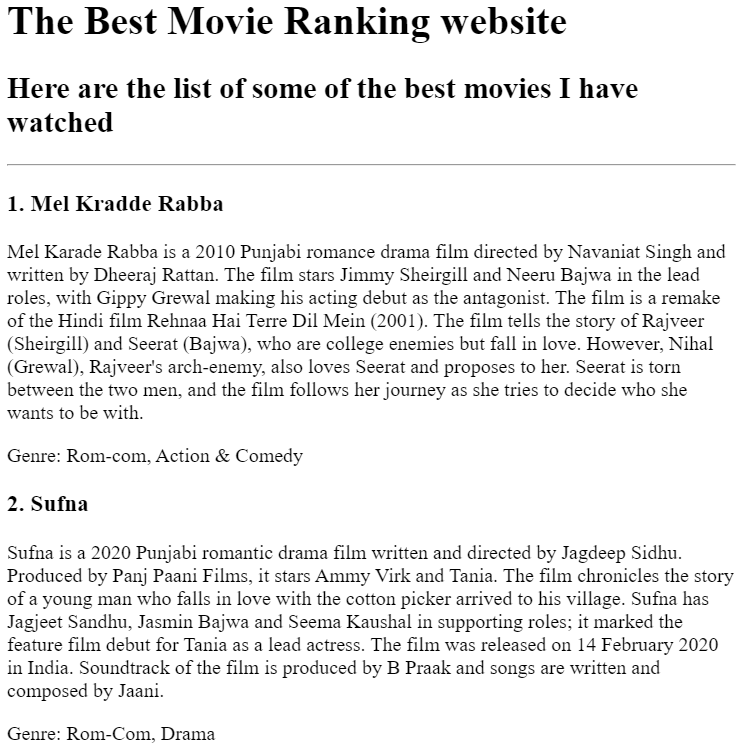 The Best Movie Ranking website
Here are the list of some of the best movies I have
watched
1. Mel Kradde Rabba
Mel Karade Rabba is a 2010 Punjabi romance drama film directed by Navaniat Singh and
written by Dheeraj Rattan. The film stars Jimmy Sheirgill and Neeru Bajwa in the lead
roles, with Gippy Grewal making his acting debut as the antagonist. The film is a remake
of the Hindi film Rehnaa Hai Terre Dil Mein (2001). The film tells the story of Rajveer
(Sheirgill) and Seerat (Bajwa), who are college enemies but fall in love. However, Nihal
(Grewal), Rajveer's arch-enemy, also loves Seerat and proposes to her. Seerat is torn
between the two men, and the film follows her journey as she tries to decide who she
wants to be with.
Genre: Rom-com, Action & Comedy
2. Sufna
Sufna is a 2020 Punjabi romantic drama film written and directed by Jagdeep Sidhu.
Produced by Panj Paani Films, it stars Ammy Virk and Tania. The film chronicles the story
of a young man who falls in love with the cotton picker arrived to his village. Sufna has
Jagjeet Sandhu, Jasmin Bajwa and Seema Kaushal in supporting roles; it marked the
feature film debut for Tania as a lead actress. The film was released on 14 February 2020
in India. Soundtrack of the film is produced by B Praak and songs are written and
composed by Jaani.
Genre: Rom-Com, Drama